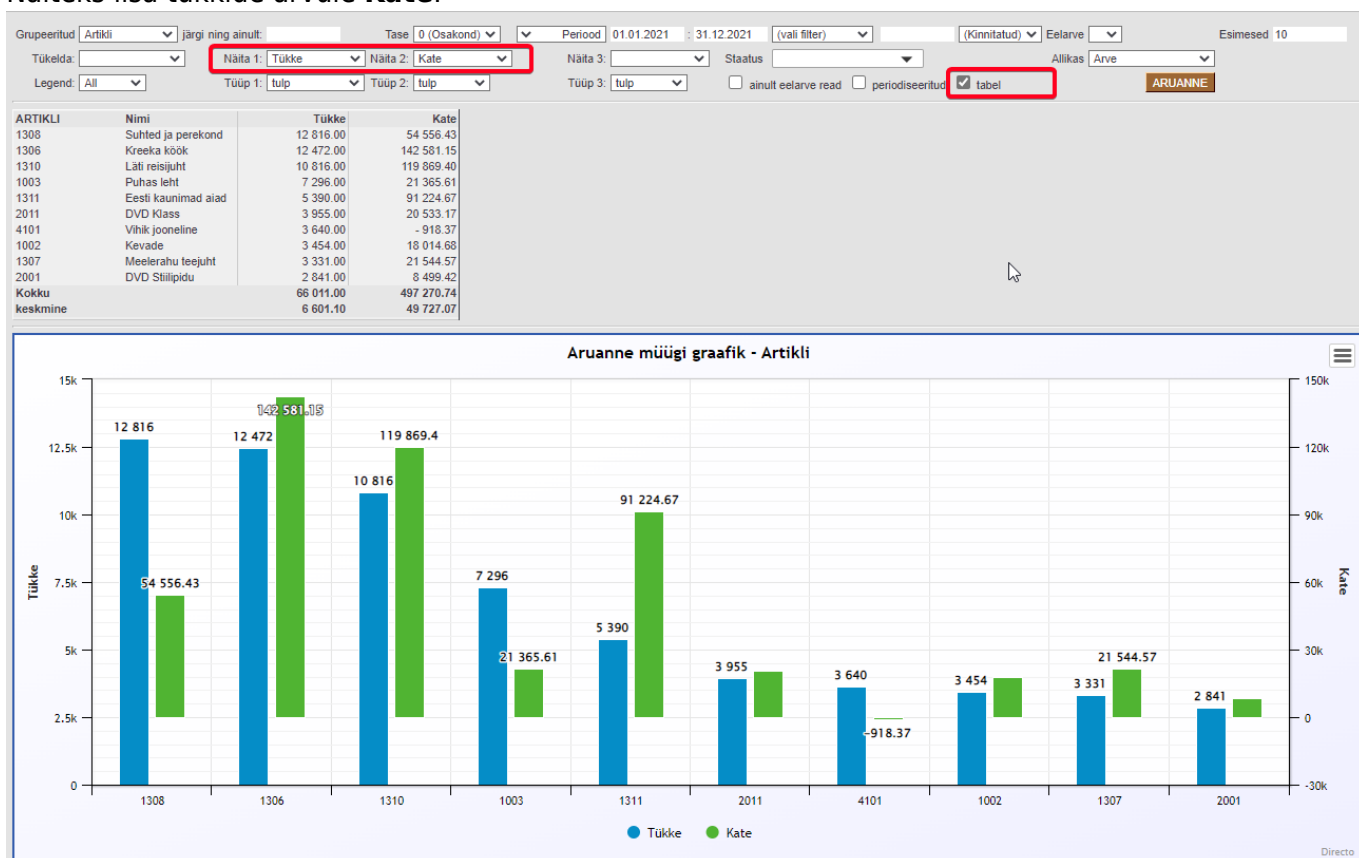 Näiteks lisa tükkide arvule Kate.
Grupeeritud Artikli järgi ning ainult: Tase 0 (Osakond) Periood 01.01.2021 : 31.12.2021 (vali filter) (Kinnitatud) Eelarve Esimesed 10
Tükelda: Näita 1: Tükke Näita 2: Kate Näita 3: Staatus Allikas Arve
Legend: All Tüüp 1: tulp Tüüp 2: tulp Tüüp 3: tulp ainult eelarve read periodiseeritud tabel ARUANNE
ARTIKLI Nimi Tükke Kate
1308 Suhted ja perekond 12 816.00 54 556.43
1306 Kreeka köök 12 472.00 142 581.15
1310 Läti reisijuht 10 816.00 119 869.40
1003 Puhas leht 7 296.00 21 365.61
1311 Eesti kaunimad aiad 5 390.00 91 224.67
2011 DVD Klass 3 955.00 20 533.17
4101 Vihik jooneline 3 640.00 - 918.37
1002 Kevade 3 454.00 18 014.68
1307 Meelerahu teejuht 3 331.00 21 544.57
2001 DVD Stiilipidu 2 841.00 8 499.42
Kokku 66 011.00 497 270.74
keskmine 6 601.10 49 727.07
Aruanne müügi graafik - Artikli
15k 150k
142 581.15
12 816 12 472 119 869.4
12.5k 120k
10 816
91 224.67
10k 90k
7 296
7.5k 54 556.43 60k
Tükke
Kate
5 390
5k 21 365.61 21 544.57 30k
3 955 3 640 3 454 3 331 2 841
2.5k 0
-918.37
0 -30k
1308 1306 1310 1003 1311 2011 4101 1002 1307 2001
Tükke Kate
Directo